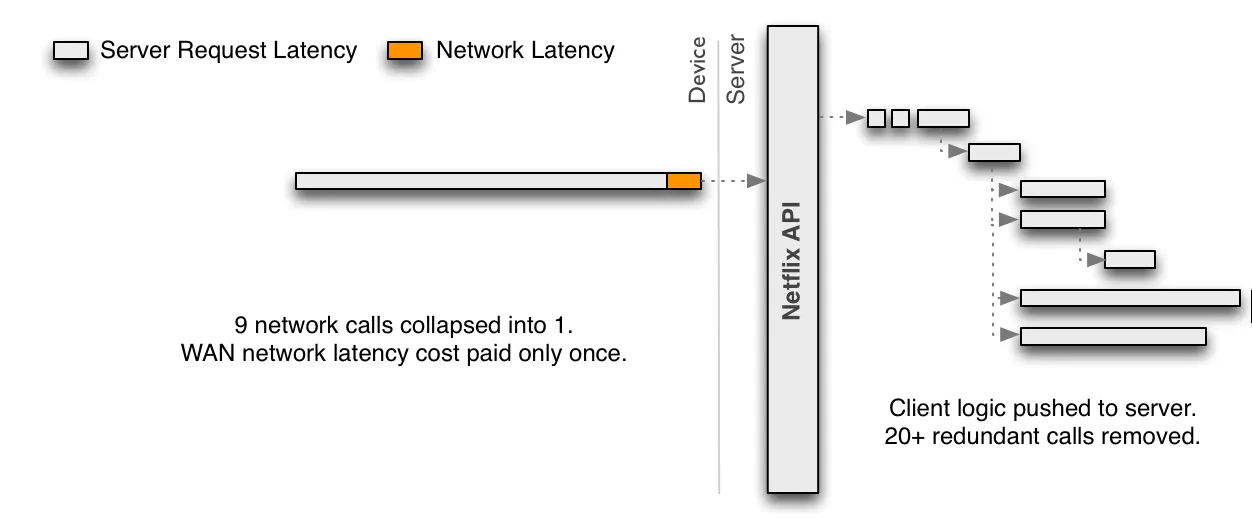 Server Request Latency
Network Latency
Device
Server
Netflix API
9 network calls collapsed into 1.
WAN network latency cost paid only once.
Client logic pushed to server.
20+ redundant calls removed.